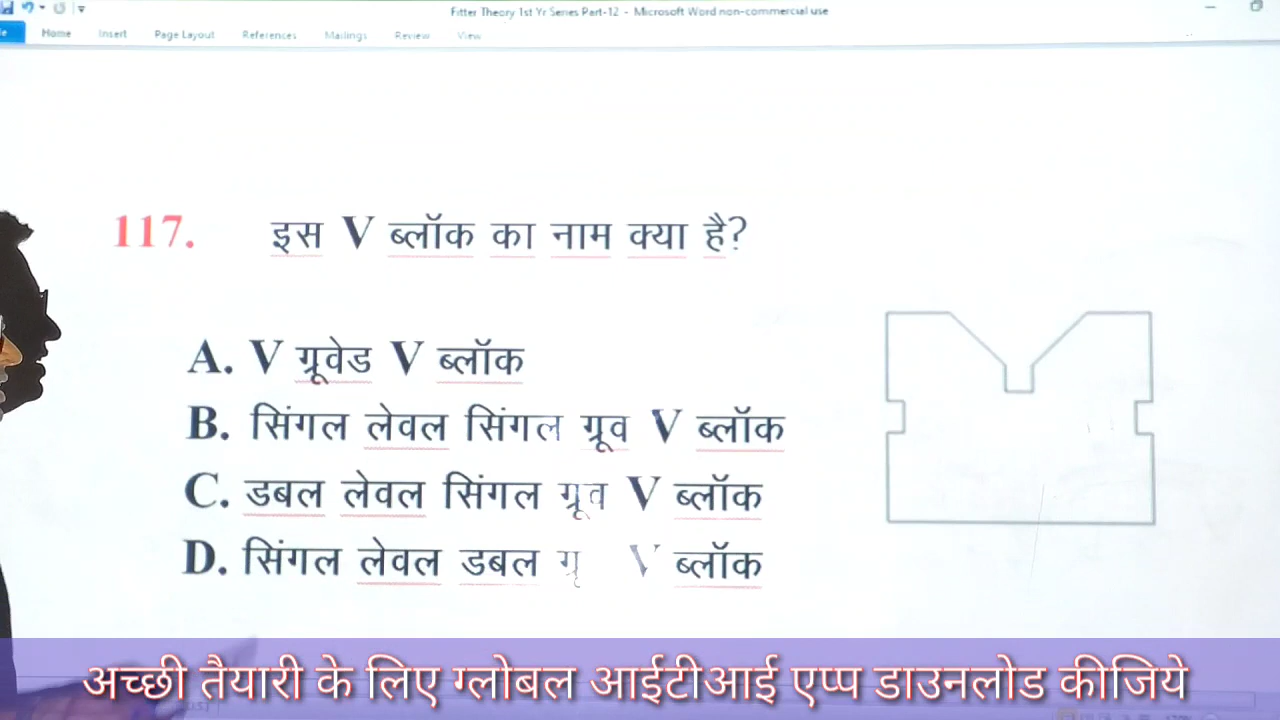 Fitter Theory 1st Yr Series Part-12 - Microsoft Word non-commercial use
Home Insert Page Layout References Mailings Review View
117. इस V ब्लॉक का नाम क्या है?
A. V ग्रूवेड V ब्लॉक
B. सिंगल लेवल सिंगल ग्रूव V ब्लॉक
C. डबल लेवल सिंगल ग्रूव V ब्लॉक
D. सिंगल लेवल डबल V ब्लॉक
अच्छी तैयारी के लिए ग्लोबल आईटीआई एप्प डाउनलोड कीजिये